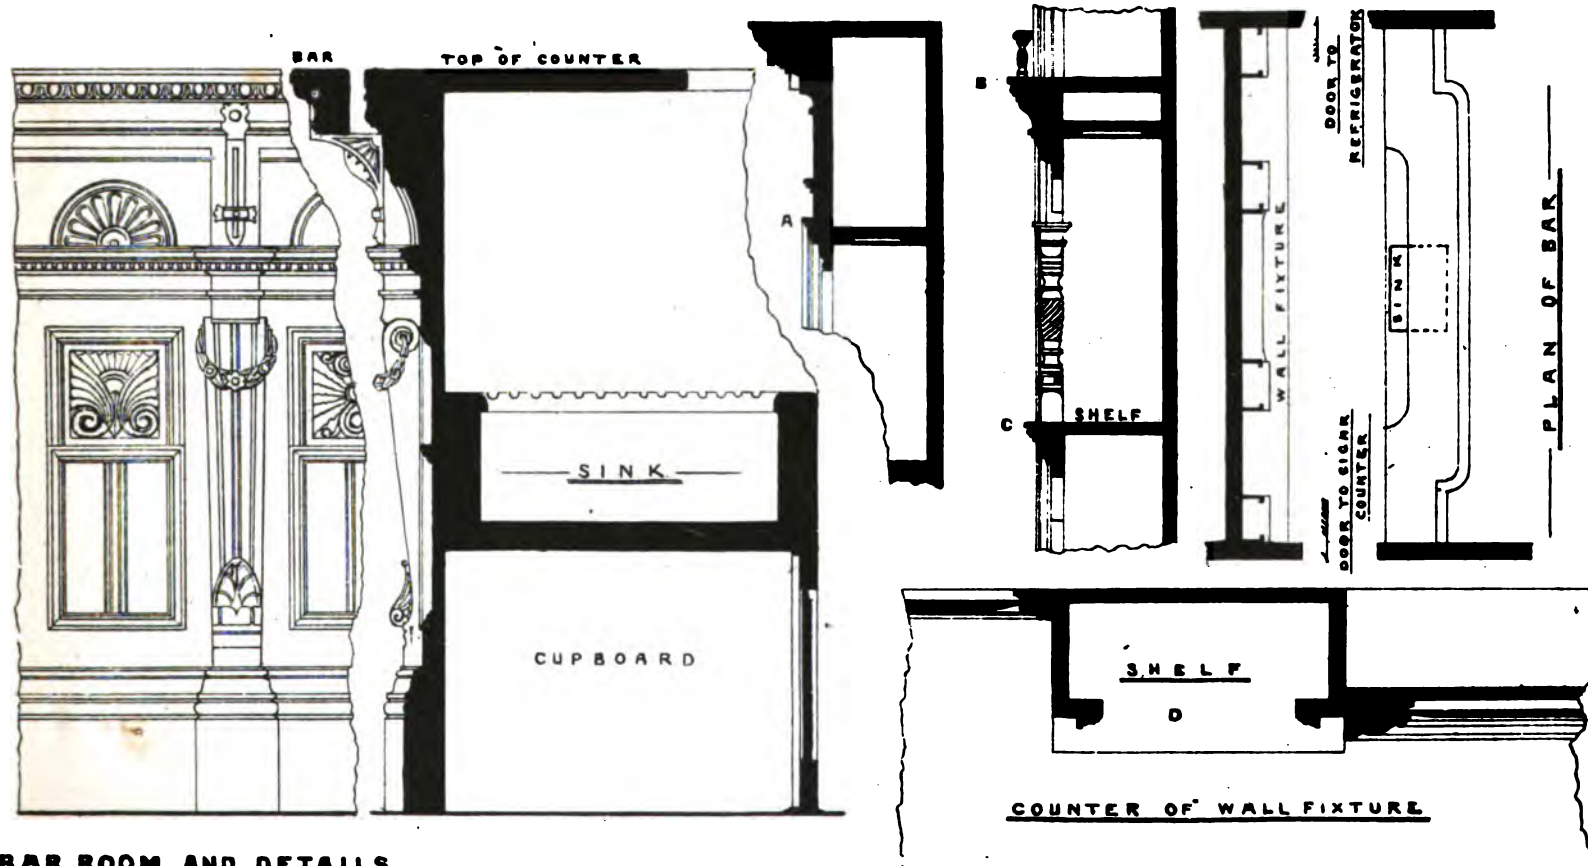 BAR
TOP OF COUNTER
A
SINK
CUPBOARD
B
C
SHELF
WALL FIXTURE
DOOR TO
REFRIGERATOR
DOOR TO CIGAR
COUNTER
SINK
PLAN OF BAR
SHELF
D
COUNTER OF WALL FIXTURE
BAR ROOM AND DETAILS